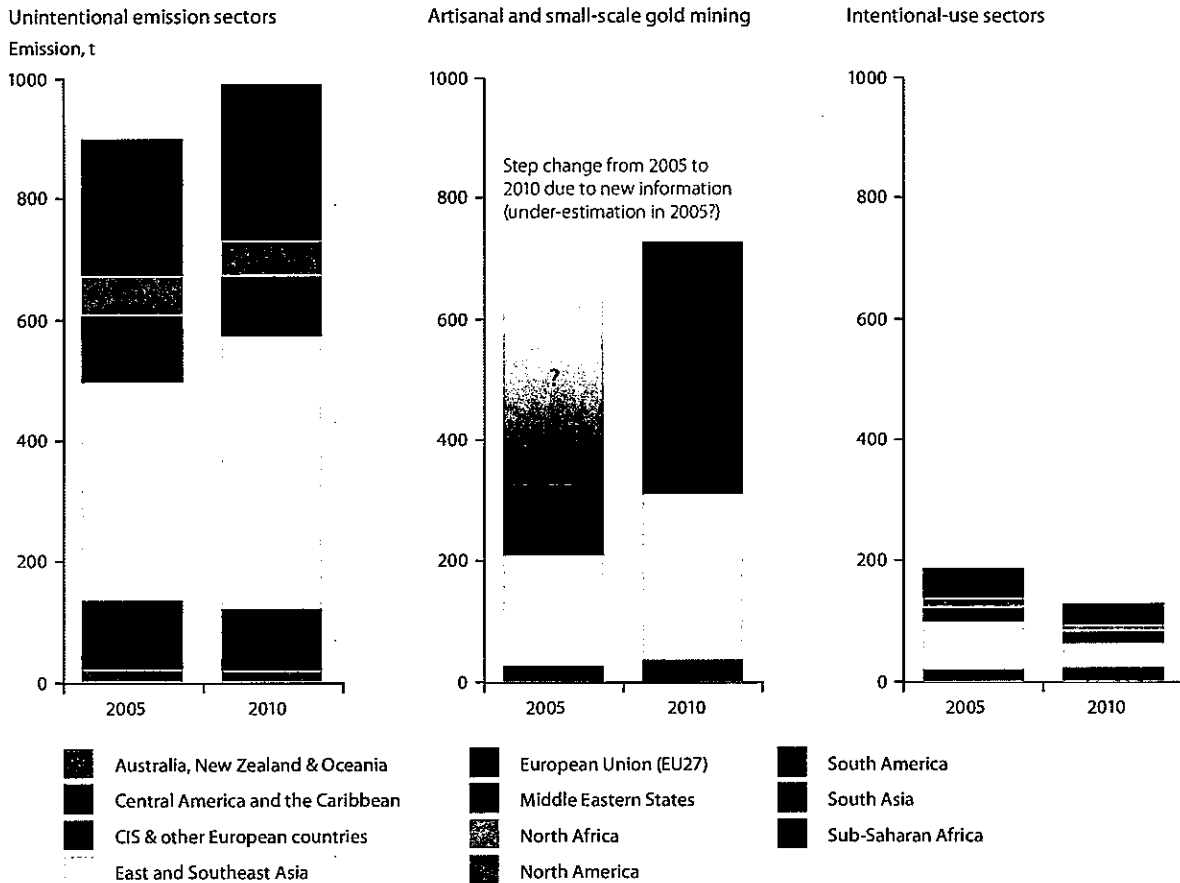 Unintentional emission sectors
Emission, t
1000
800
600
400
200
0
2005 2010
Artisanal and small-scale gold mining
1000
800
600
400
200
0
Step change from 2005 to
2010 due to new information
(under-estimation in 2005?)
?
2005 2010
Intentional-use sectors
1000
800
600
400
200
0
2005 2010
Australia, New Zealand & Oceania
Central America and the Caribbean
CIS & other European countries
East and Southeast Asia
European Union (EU27)
Middle Eastern States
North Africa
North America
South America
South Asia
Sub-Saharan Africa